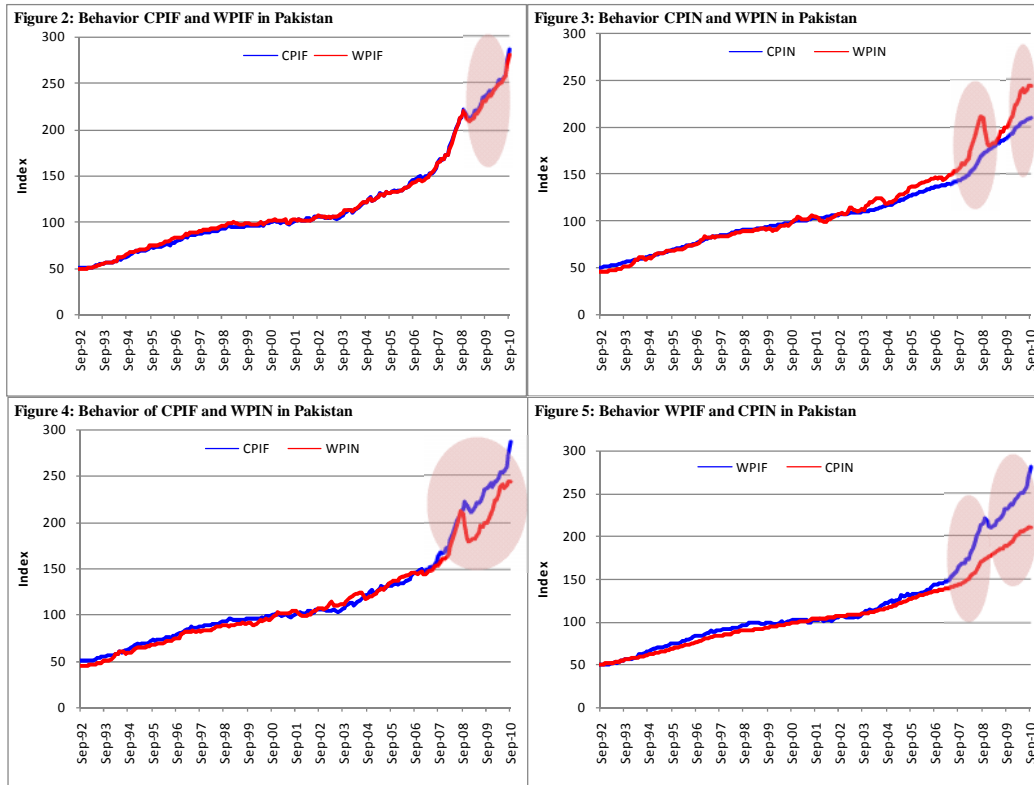 Figure 2: Behavior CPIF and WPIF in Pakistan
CPIF WPIF
300
250
200
150
100
50
0
Index
Sep-92
Sep-93
Sep-94
Sep-95
Sep-96
Sep-97
Sep-98
Sep-99
Sep-00
Sep-01
Sep-02
Sep-03
Sep-04
Sep-05
Sep-06
Sep-07
Sep-08
Sep-09
Sep-10
Figure 3: Behavior CPIN and WPIN in Pakistan
CPIN WPIN
300
250
200
150
100
50
0
Index
Sep-92
Sep-93
Sep-94
Sep-95
Sep-96
Sep-97
Sep-98
Sep-99
Sep-00
Sep-01
Sep-02
Sep-03
Sep-04
Sep-05
Sep-06
Sep-07
Sep-08
Sep-09
Sep-10
Figure 4: Behavior of CPIF and WPIN in Pakistan
CPIF WPIN
300
250
200
150
100
50
0
Index
Sep-92
Sep-93
Sep-94
Sep-95
Sep-96
Sep-97
Sep-98
Sep-99
Sep-00
Sep-01
Sep-02
Sep-03
Sep-04
Sep-05
Sep-06
Sep-07
Sep-08
Sep-09
Sep-10
Figure 5: Behavior WPIF and CPIN in Pakistan
WPIF CPIN
300
250
200
150
100
50
0
Index
Sep-92
Sep-93
Sep-94
Sep-95
Sep-96
Sep-97
Sep-98
Sep-99
Sep-00
Sep-01
Sep-02
Sep-03
Sep-04
Sep-05
Sep-06
Sep-07
Sep-08
Sep-09
Sep-10